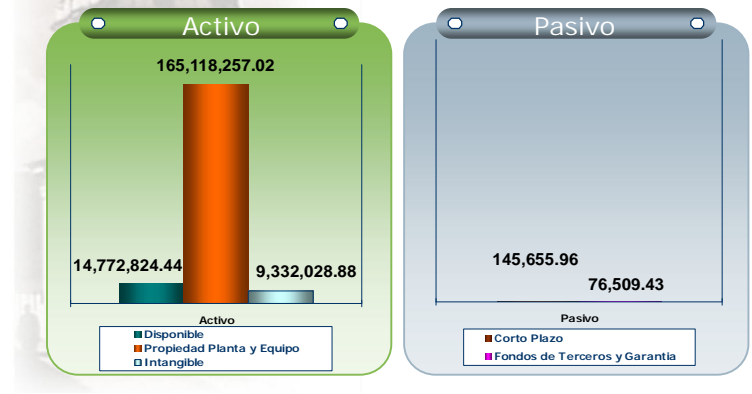 Activo
165,118,257.02
14,772,824.44
9,332,028.88
Activo
Disponible
Propiedad Planta y Equipo
Intangible
Pasivo
145,655.96
76,509.43
Pasivo
Corto Plazo
Fondos de Terceros y Garantia